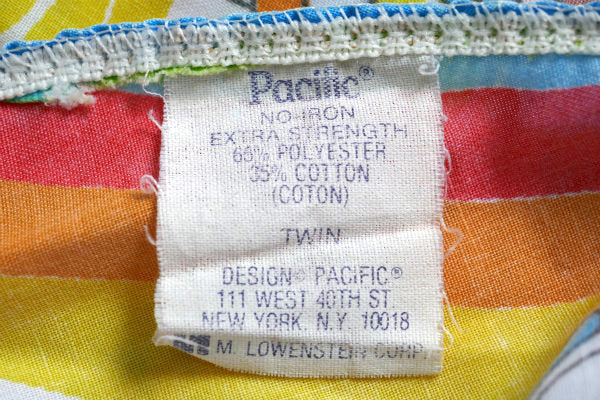 Pacific®
NO-IRON
EXTRA STRENGTH
65% POLYESTER
35% COTTON
(COTON)
TWIN
DESIGN© PACIFIC®
111 WEST 40TH ST.
NEW YORK, N.Y. 10018
M. LOWENSTEIN CORP.